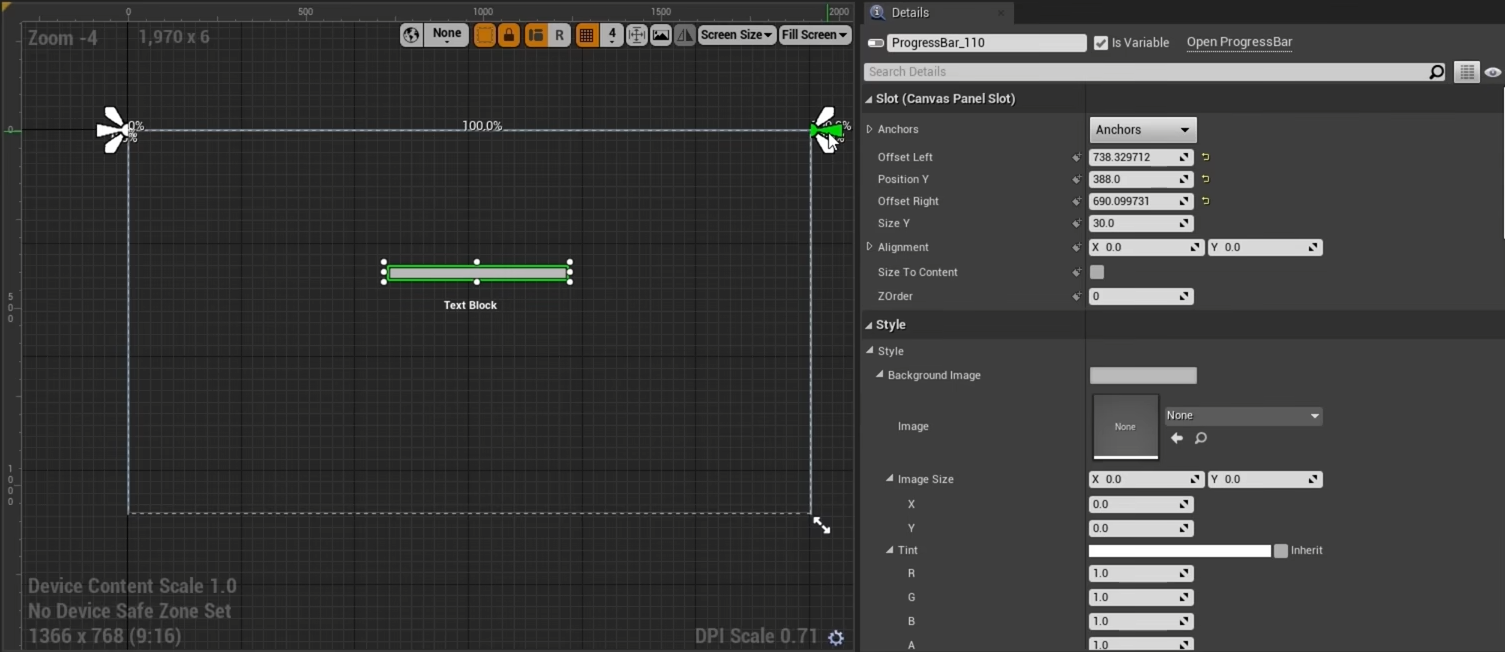 0 500 1000 1500 2000
Zoom -4 1,970 x 6
None R 4 Screen Size Fill Screen
0
0% 100.0%
Text Block
5
0
0
1
0
0
0
Device Content Scale 1.0
No Device Safe Zone Set
1366 x 768 (9:16) DPI Scale 0.71
Details
ProgressBar_110 Is Variable Open ProgressBar
Search Details
Slot (Canvas Panel Slot)
Anchors Anchors
Offset Left 738.329712
Position Y 388.0
Offset Right 690.099731
Size Y 30.0
Alignment X 0.0 Y 0.0
Size To Content
ZOrder 0
Style
Style
Background Image
Image None None
Image Size X 0.0 Y 0.0
X 0.0
Y 0.0
Tint Inherit
R 1.0
G 1.0
B 1.0
A 1.0